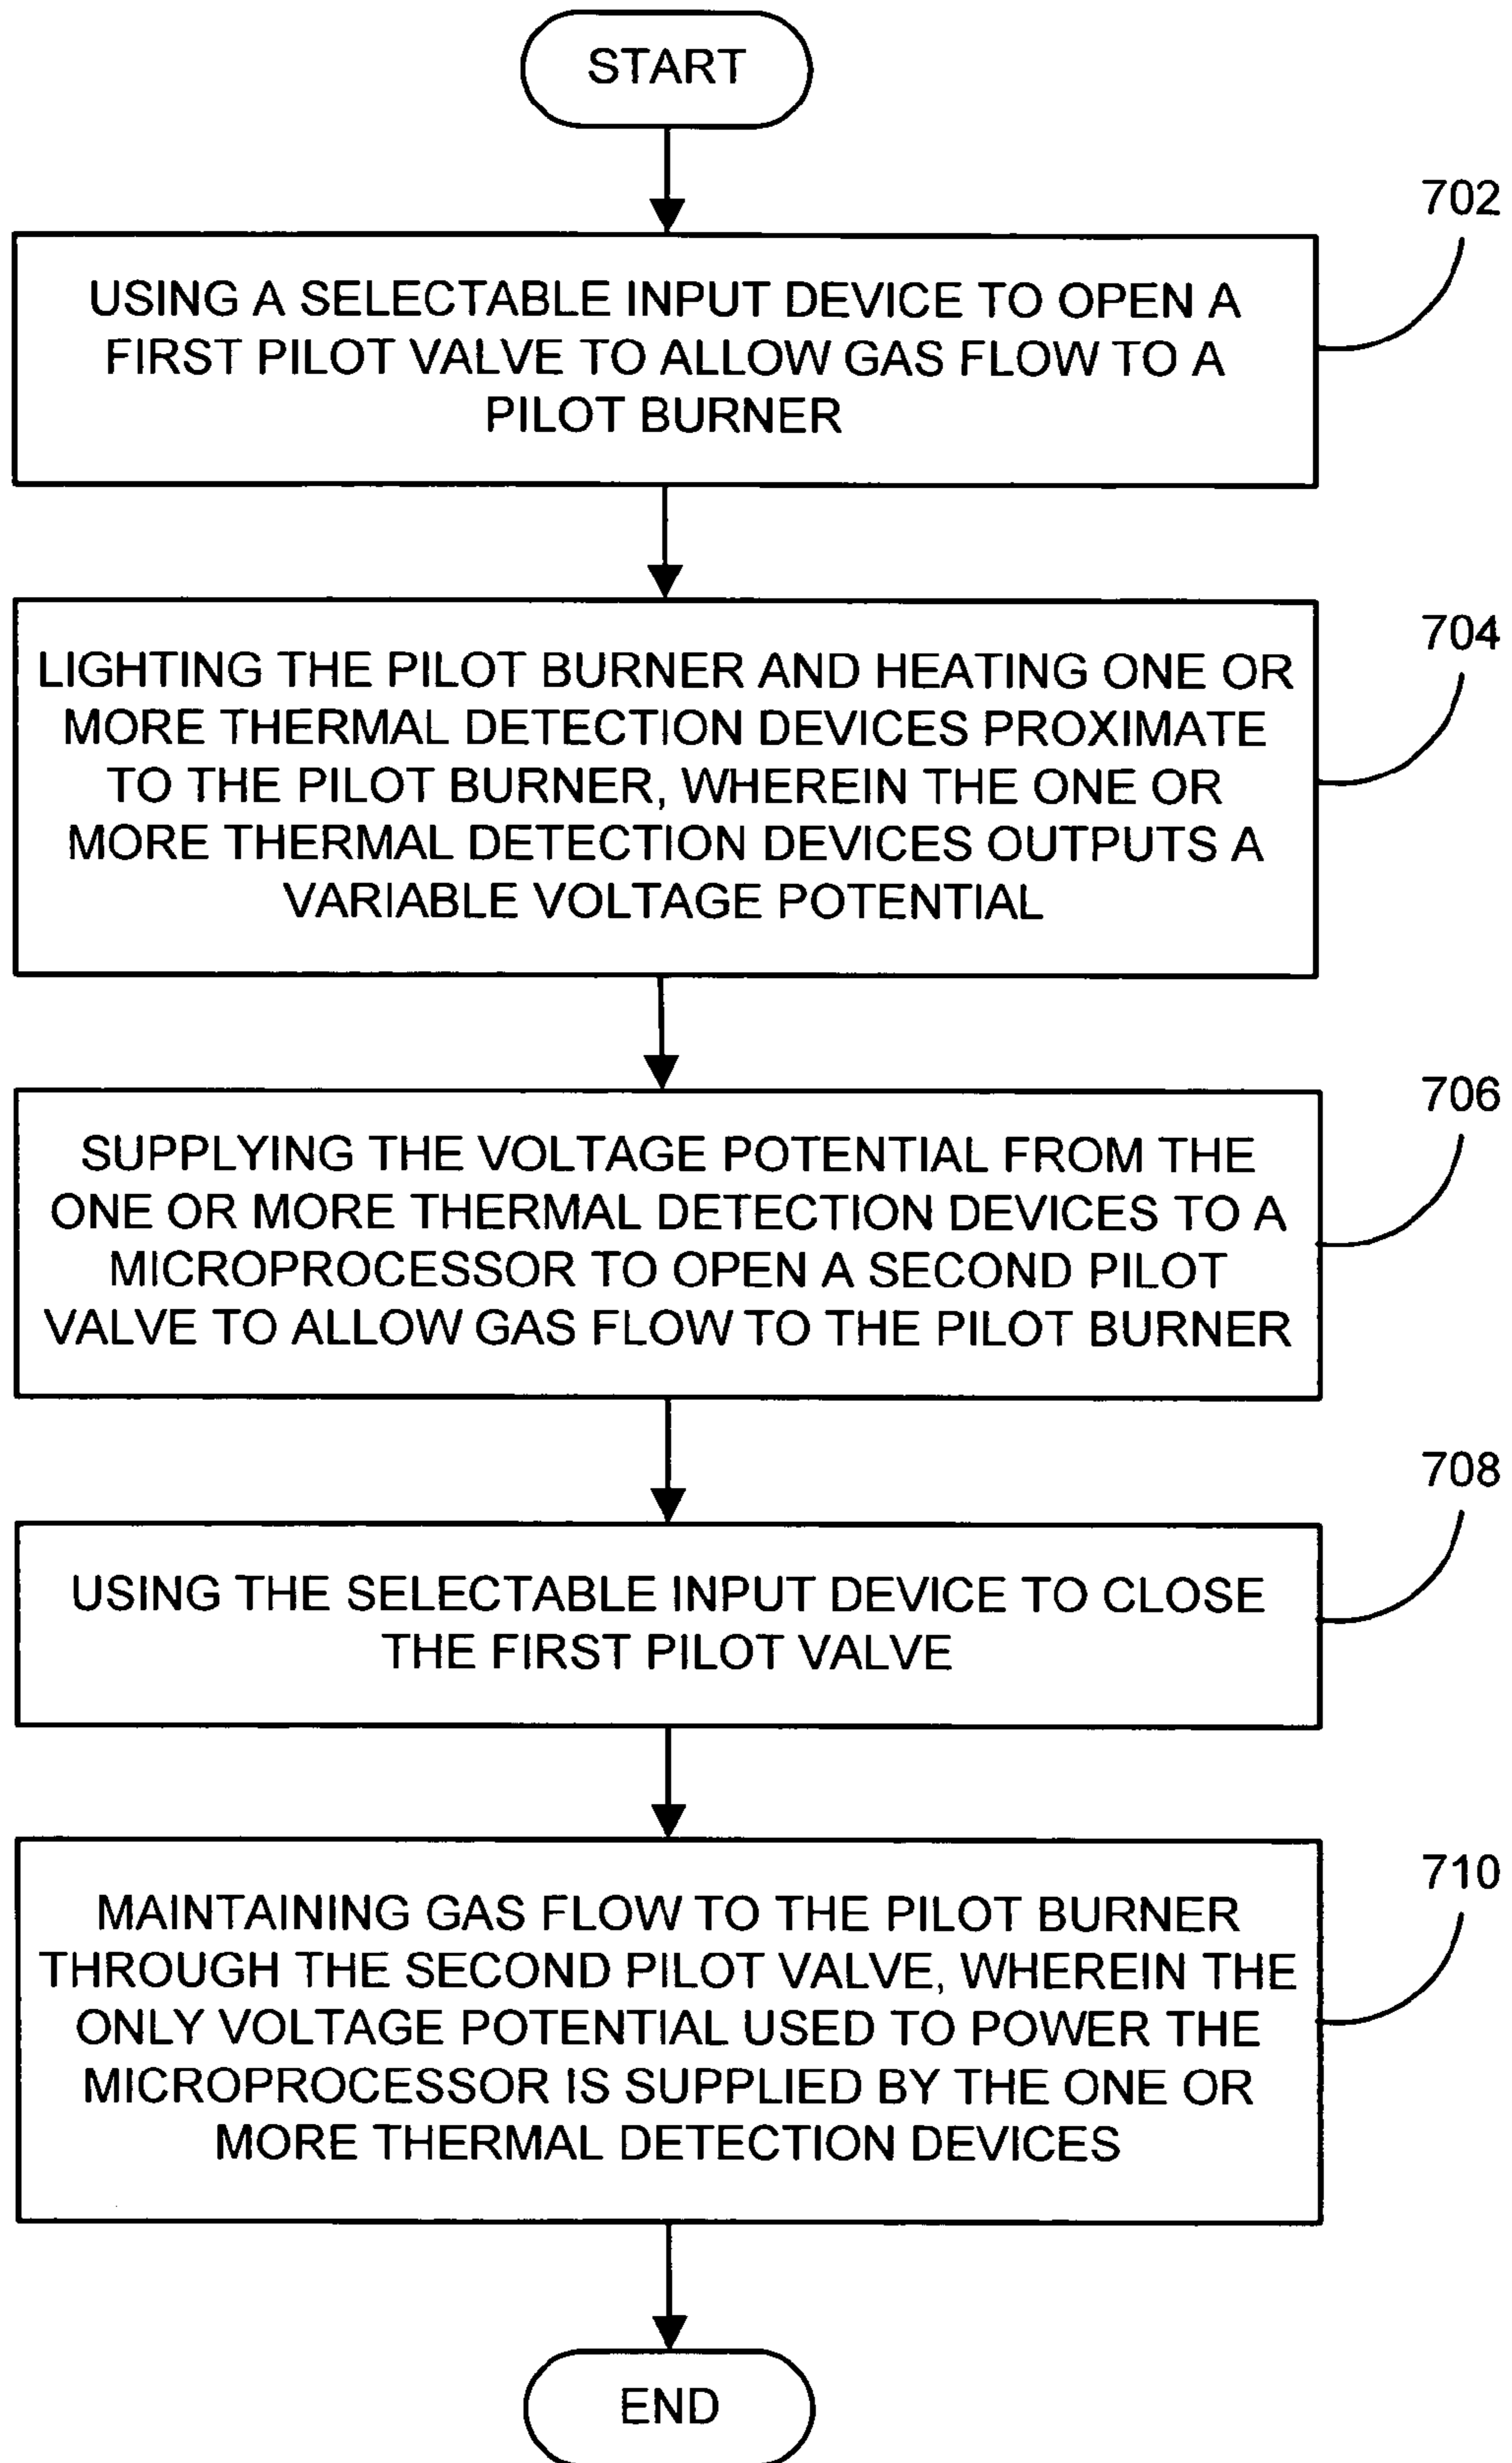 START
702
USING A SELECTABLE INPUT DEVICE TO OPEN A
FIRST PILOT VALVE TO ALLOW GAS FLOW TO A
PILOT BURNER
704
LIGHTING THE PILOT BURNER AND HEATING ONE OR
MORE THERMAL DETECTION DEVICES PROXIMATE
TO THE PILOT BURNER, WHEREIN THE ONE OR
MORE THERMAL DETECTION DEVICES OUTPUTS A
VARIABLE VOLTAGE POTENTIAL
706
SUPPLYING THE VOLTAGE POTENTIAL FROM THE
ONE OR MORE THERMAL DETECTION DEVICES TO A
MICROPROCESSOR TO OPEN A SECOND PILOT
VALVE TO ALLOW GAS FLOW TO THE PILOT BURNER
708
USING THE SELECTABLE INPUT DEVICE TO CLOSE
THE FIRST PILOT VALVE
710
MAINTAINING GAS FLOW TO THE PILOT BURNER
THROUGH THE SECOND PILOT VALVE, WHEREIN THE
ONLY VOLTAGE POTENTIAL USED TO POWER THE
MICROPROCESSOR IS SUPPLIED BY THE ONE OR
MORE THERMAL DETECTION DEVICES
END